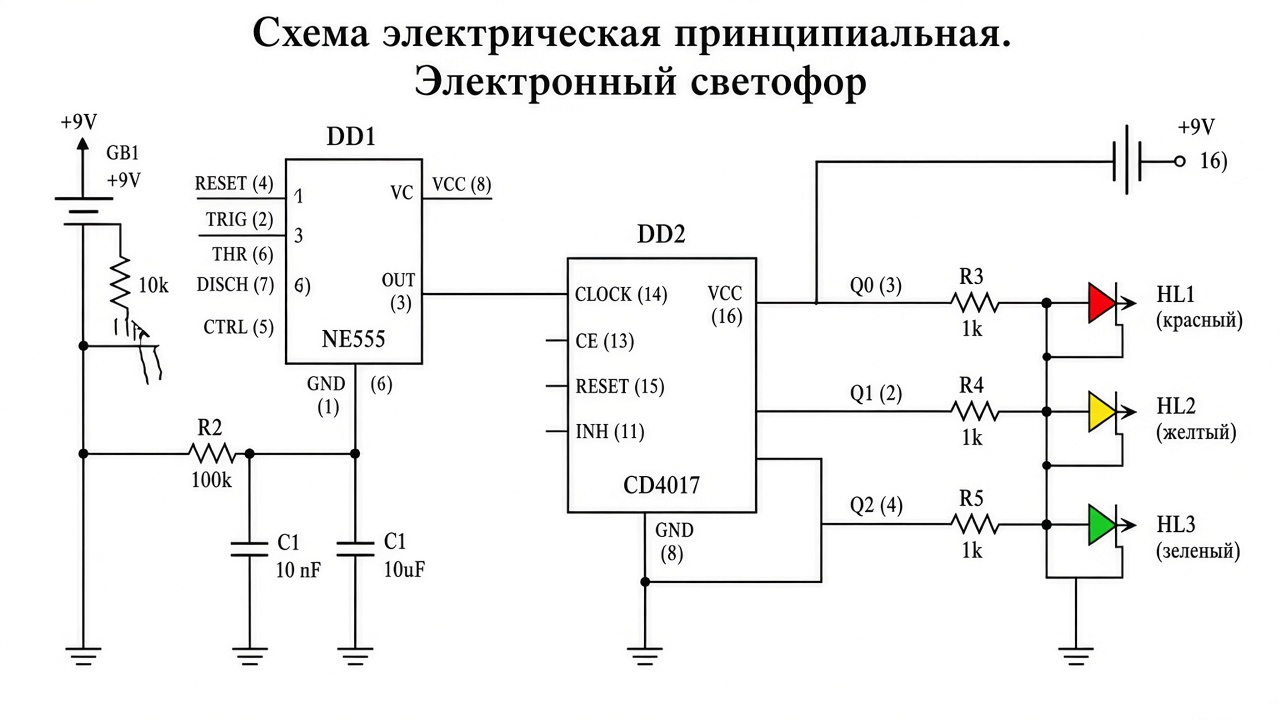 Схема электрическая принципиальная.
Электронный светофор
+9V
GB1
+9V
10k
DD1
RESET (4)
1
VC
VCC (8)
TRIG (2)
3
THR (6)
DISCH (7)
6)
OUT
(3)
CTRL (5)
NE555
GND
(1)
(6)
R2
100k
C1
10 nF
C1
10uF
DD2
CLOCK (14)
VCC
(16)
CE (13)
RESET (15)
INH (11)
CD4017
GND
(8)
+9V
16)
Q0 (3)
R3
1k
HL1
(красный)
Q1 (2)
R4
1k
HL2
(желтый)
Q2 (4)
R5
1k
HL3
(зеленый)